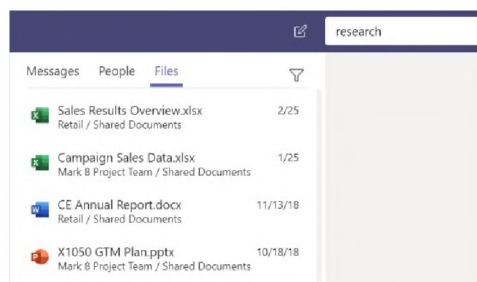 research
Messages People Files
Sales Results Overview.xlsx 2/25
Retail / Shared Documents
Campaign Sales Data.xlsx 1/25
Mark 8 Project Team / Shared Documents
CE Annual Report.docx 11/13/18
Retail / Shared Documents
X1050 GTM Plan.pptx 10/18/18
Mark 8 Project Team / Shared Documents